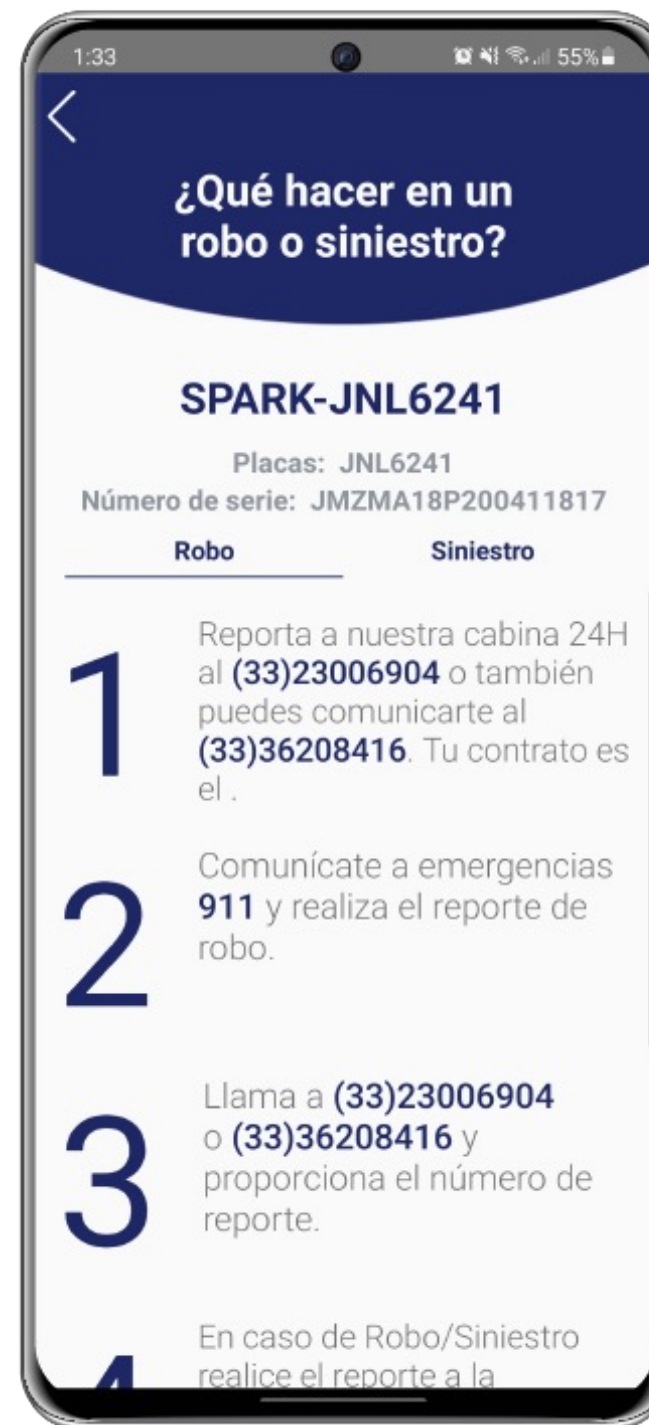 1:33
55%
¿Qué hacer en un
robo o siniestro?
SPARK-JNL6241
Placas: JNL6241
Número de serie: JMZMA18P200411817
Robo Siniestro
1
Reporta a nuestra cabina 24H
al (33)23006904 o también
puedes comunicarte al
(33)36208416. Tu contrato es
el .
2
Comunícate a emergencias
911 y realiza el reporte de
robo.
3
Llama a (33)23006904
o (33)36208416 y
proporciona el número de
reporte.
4
En caso de Robo/Siniestro
realice el reporte a la